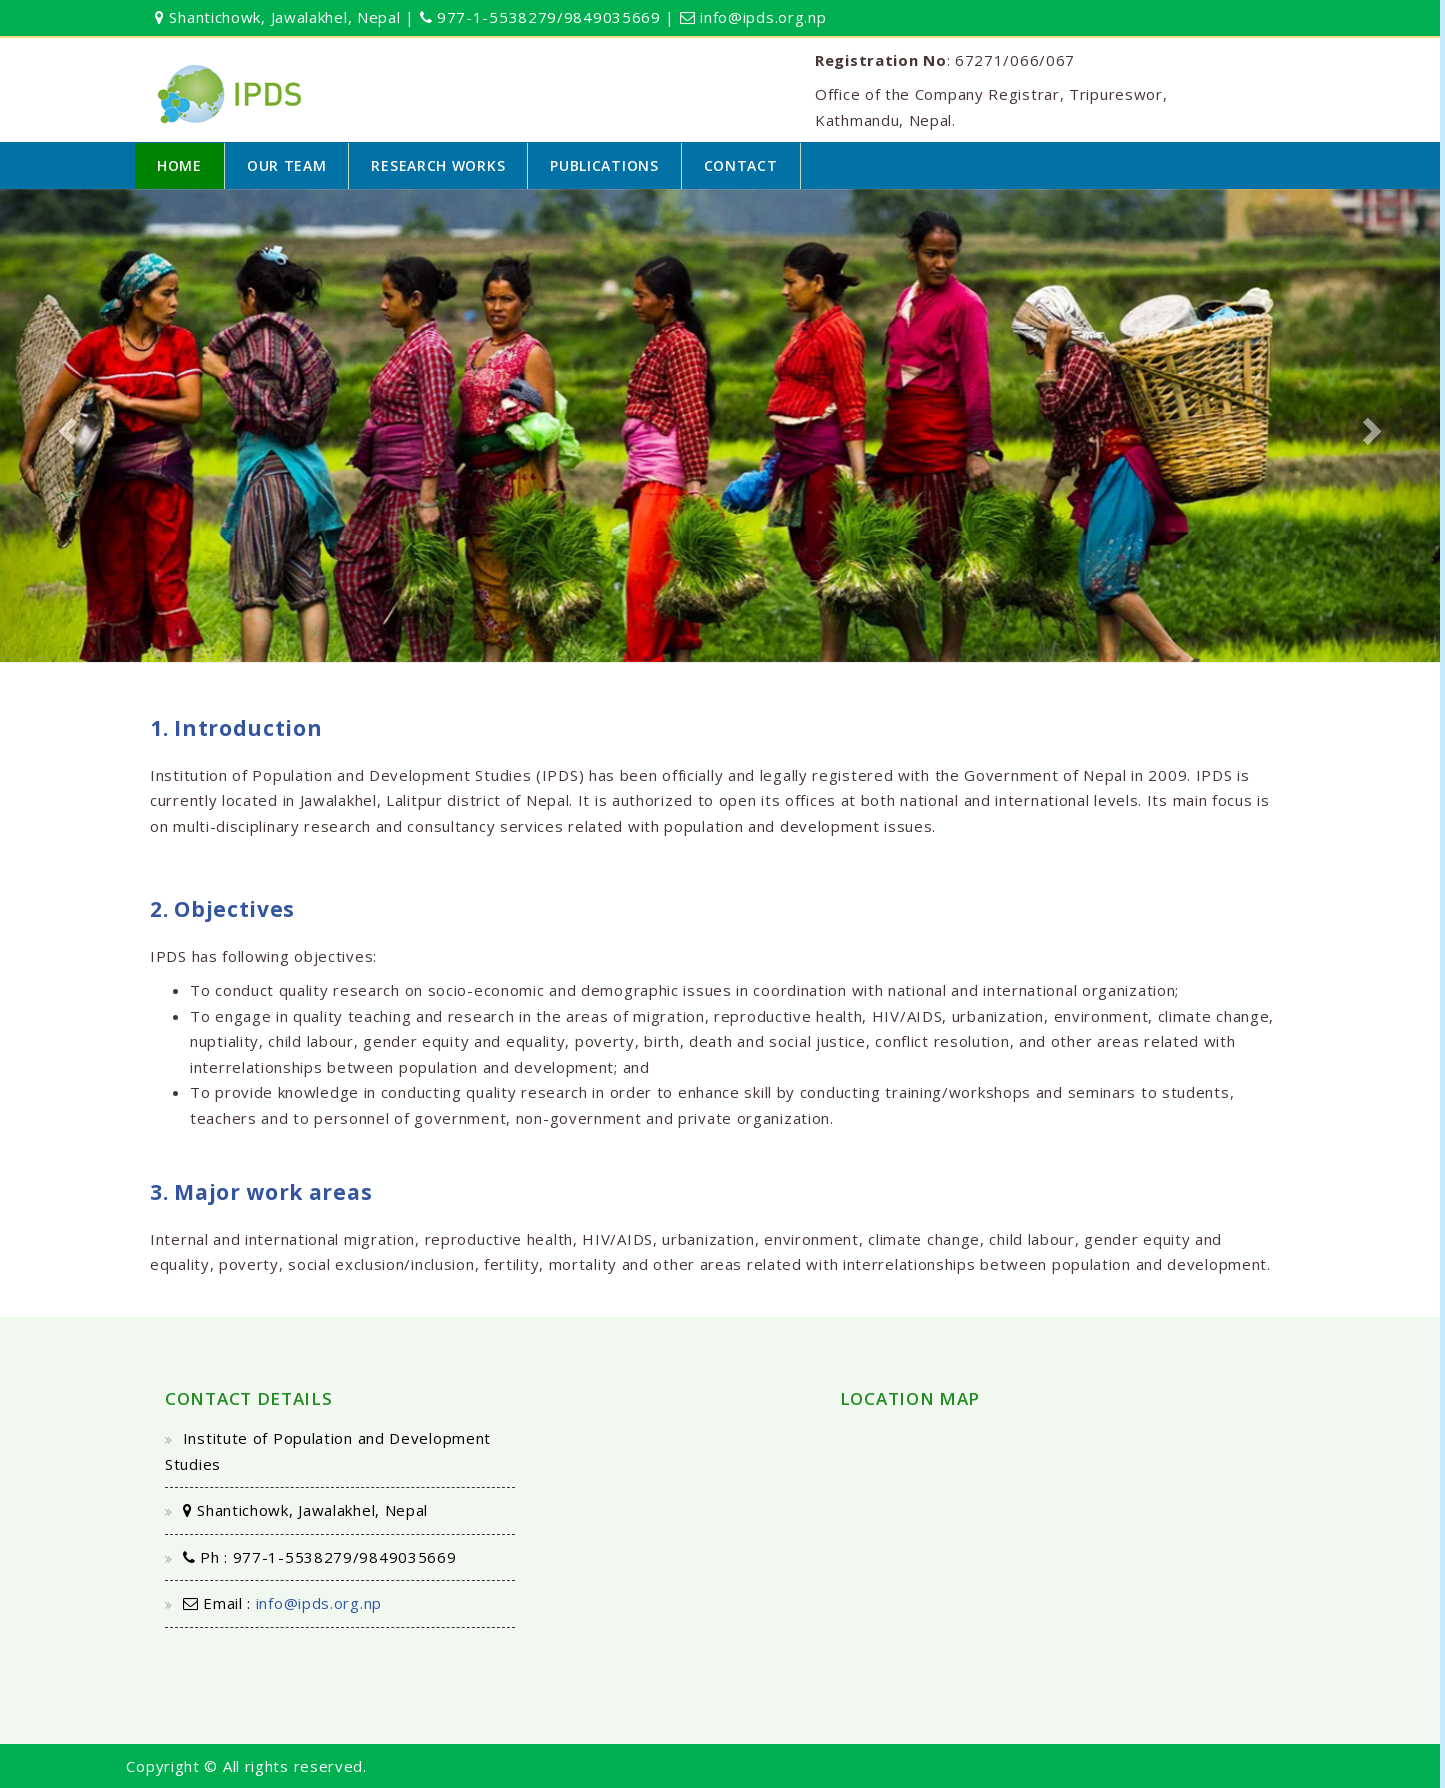 Shantichowk, Jawalakhel, Nepal | 977-1-5538279/9849035669 | info@ipds.org.np
IPDS
Registration No: 67271/066/067
Office of the Company Registrar, Tripureswor,
Kathmandu, Nepal.
HOME OUR TEAM RESEARCH WORKS PUBLICATIONS CONTACT
1. Introduction
Institution of Population and Development Studies (IPDS) has been officially and legally registered with the Government of Nepal in 2009. IPDS is
currently located in Jawalakhel, Lalitpur district of Nepal. It is authorized to open its offices at both national and international levels. Its main focus is
on multi-disciplinary research and consultancy services related with population and development issues.
2. Objectives
IPDS has following objectives:
• To conduct quality research on socio-economic and demographic issues in coordination with national and international organization;
• To engage in quality teaching and research in the areas of migration, reproductive health, HIV/AIDS, urbanization, environment, climate change,
nuptiality, child labour, gender equity and equality, poverty, birth, death and social justice, conflict resolution, and other areas related with
interrelationships between population and development; and
• To provide knowledge in conducting quality research in order to enhance skill by conducting training/workshops and seminars to students,
teachers and to personnel of government, non-government and private organization.
3. Major work areas
Internal and international migration, reproductive health, HIV/AIDS, urbanization, environment, climate change, child labour, gender equity and
equality, poverty, social exclusion/inclusion, fertility, mortality and other areas related with interrelationships between population and development.
CONTACT DETAILS
» Institute of Population and Development
Studies
» Shantichowk, Jawalakhel, Nepal
» Ph : 977-1-5538279/9849035669
» Email : info@ipds.org.np
LOCATION MAP
Copyright © All rights reserved.